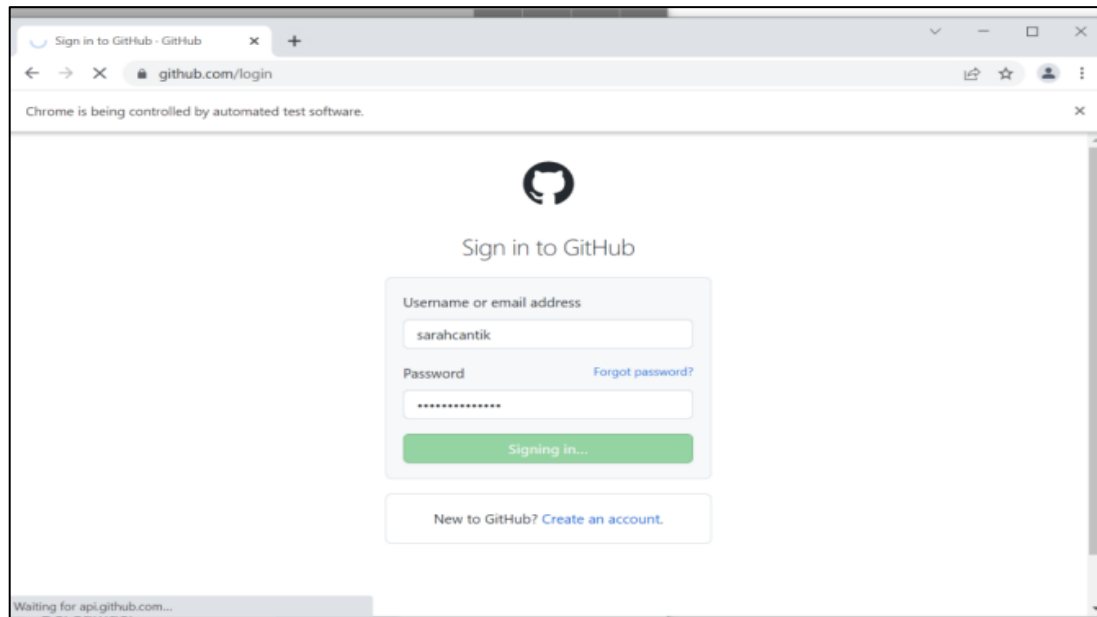 Sign in to GitHub · GitHub
github.com/login
Chrome is being controlled by automated test software.
Sign in to GitHub
Username or email address
sarahcantik
Password Forgot password?
••••••••••••••
Signing in...
New to GitHub? Create an account.
Waiting for api.github.com...